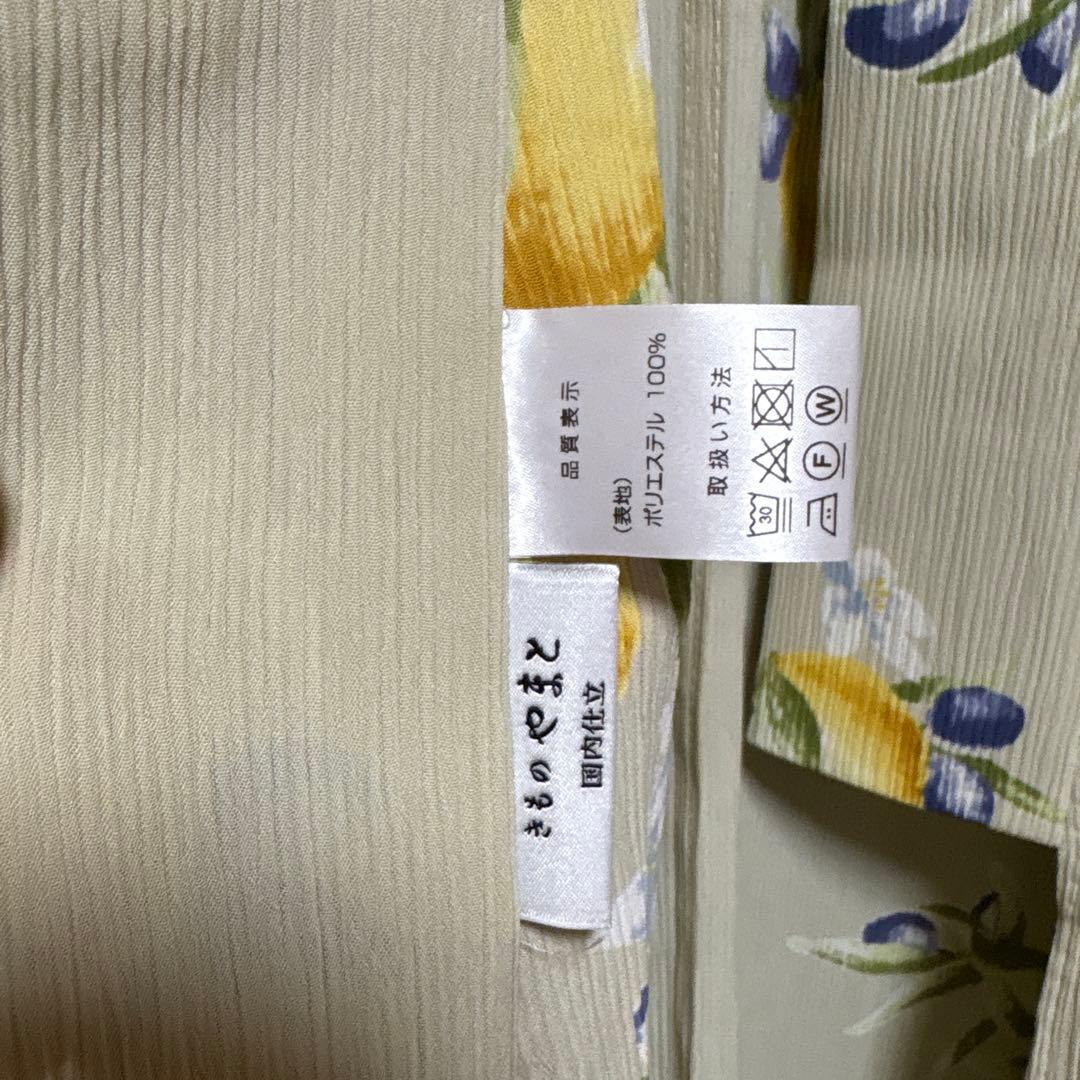 品質表示
(表地)
ポリエステル 100%
取扱い方法
30
F W
きもの やまと
国内仕立